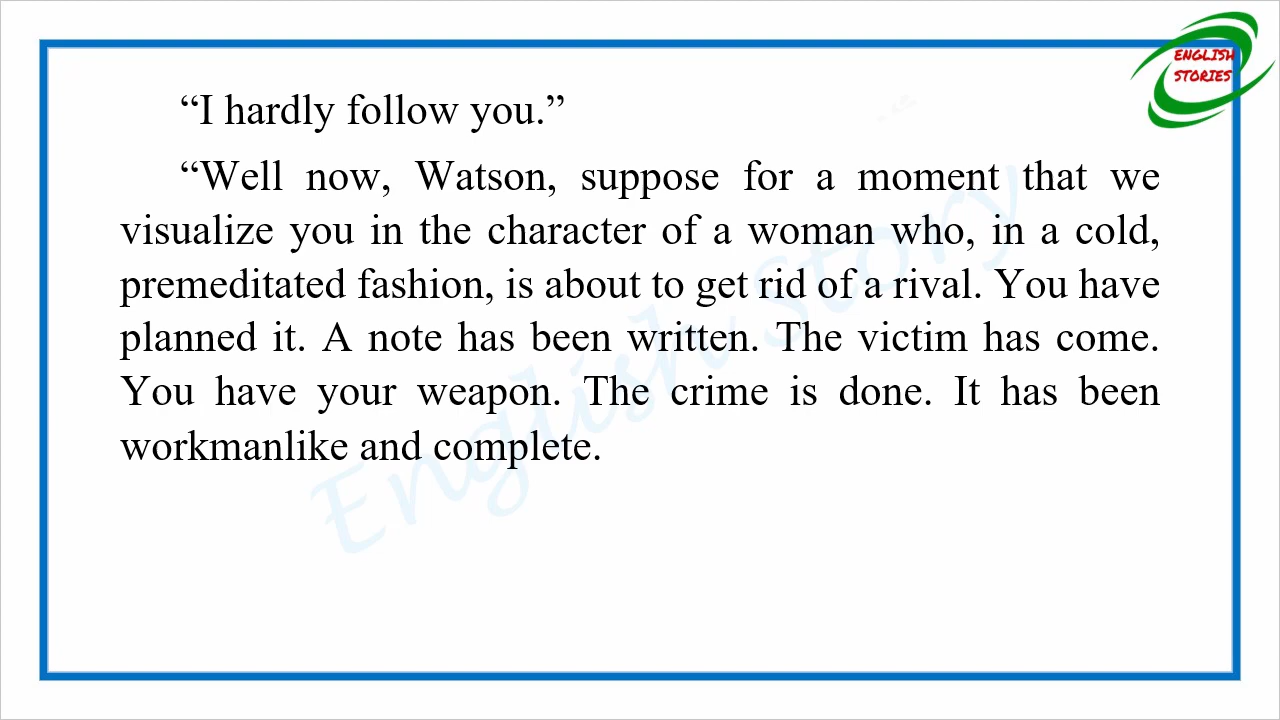 ENGLISH
STORIES
“I hardly follow you.”
“Well now, Watson, suppose for a moment that we
visualize you in the character of a woman who, in a cold,
premeditated fashion, is about to get rid of a rival. You have
planned it. A note has been written. The victim has come.
You have your weapon. The crime is done. It has been
workmanlike and complete.
English Story